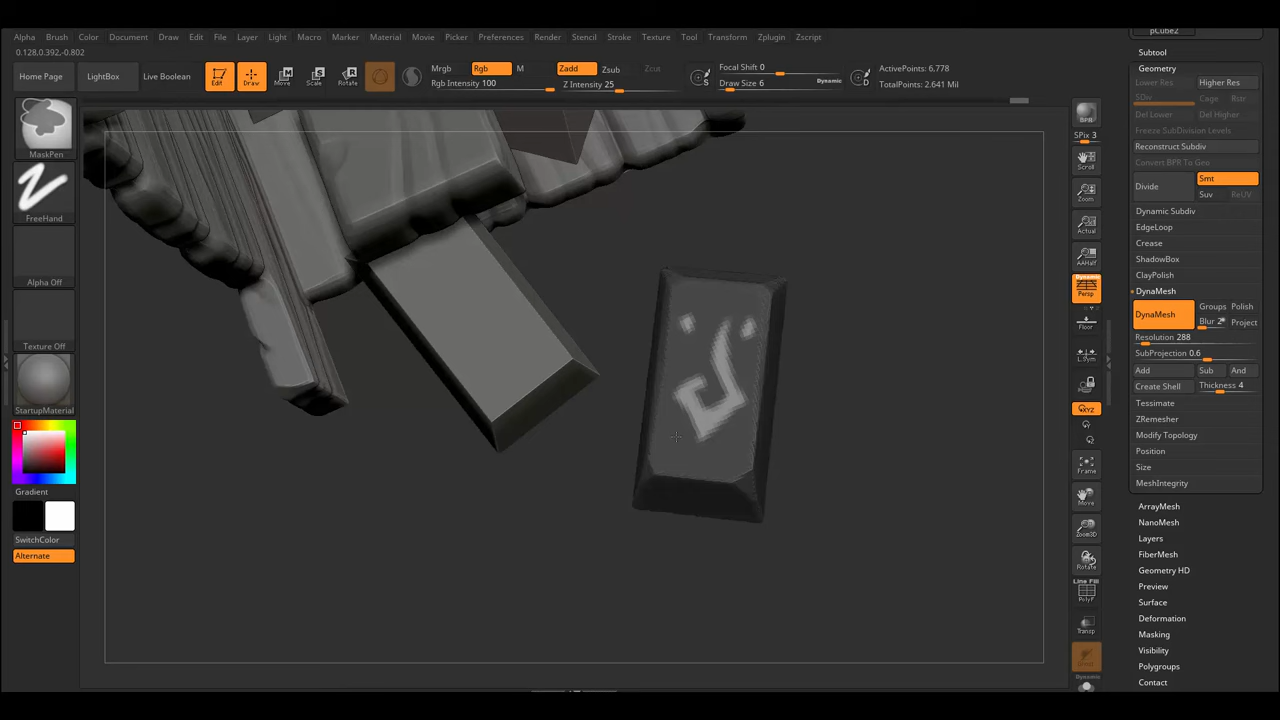 pCube2
Alpha Brush Color Document Draw Edit File Layer Light Macro Marker Material Movie Picker Preferences Render Stencil Stroke Texture Tool Transform Zplugin Zscript
0.128,0.392,-0.802
Home Page LightBox Live Boolean Edit Draw Move Scale Rotate
Mrgb Rgb M Zadd Zsub Zcut
Rgb Intensity 100 Z Intensity 25
Focal Shift 0
Draw Size 6 Dynamic
ActivePoints: 6,778
TotalPoints: 2.641 Mil
MaskPen
FreeHand
Alpha Off
Texture Off
StartupMaterial
Gradient
SwitchColor
Alternate
BPR
SPix 3
Scroll
Zoom
Actual
AAHalf
Dynamic
Persp
Floor
L.Sym
XYZ
Frame
Move
Zoom3D
Rotate
Line Fill
PolyF
Transp
Dynamic
Subtool
Geometry
Lower Res Higher Res
SDiv Cage Rstr
Del Lower Del Higher
Freeze SubDivision Levels
Reconstruct Subdiv
Convert BPR To Geo
Divide Smt
Suv ReUV
Dynamic Subdiv
EdgeLoop
Crease
ShadowBox
ClayPolish
DynaMesh
DynaMesh Groups Polish
Blur 2 Project
Resolution 288
SubProjection 0.6
Add Sub And
Create Shell Thickness 4
Tessimate
ZRemesher
Modify Topology
Position
Size
MeshIntegrity
ArrayMesh
NanoMesh
Layers
FiberMesh
Geometry HD
Preview
Surface
Deformation
Masking
Visibility
Polygroups
Contact